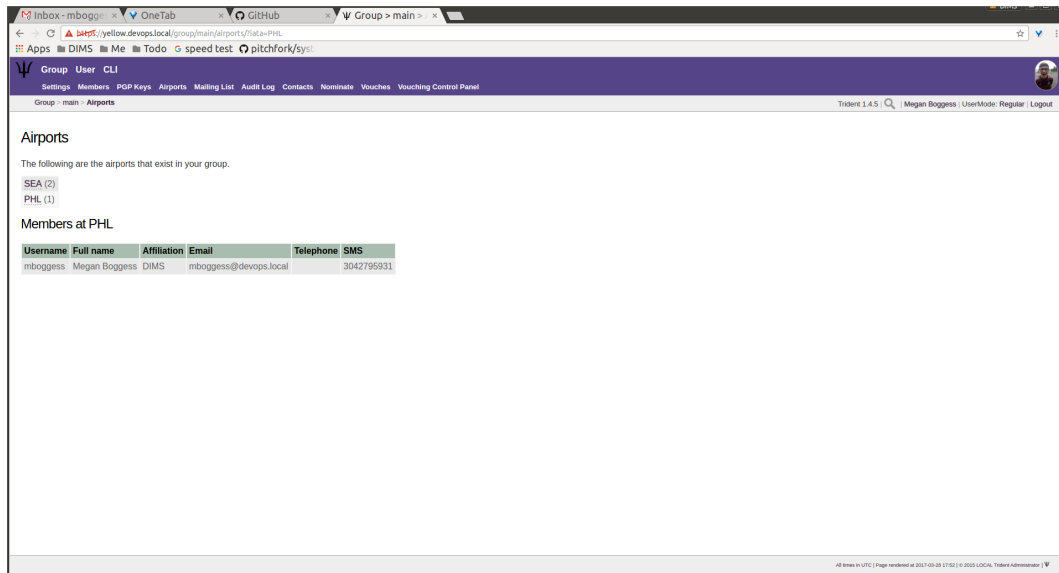 Inbox - mbogge
OneTab
GitHub
Ψ Group > main >
https://yellow.devops.local/group/main/airports/?iata=PHL
Apps DIMS Me Todo G speed test pitchfork/syst
Ψ Group User CLI
Settings Members PGP Keys Airports Mailing List Audit Log Contacts Nominate Vouches Vouching Control Panel
Group > main > Airports
Trident 1.4.5 | | Megan Boggess | UserMode: Regular | Logout
Airports
The following are the airports that exist in your group.
SEA (2)
PHL (1)
Members at PHL
Username Full name Affiliation Email Telephone SMS
mboggess Megan Boggess DIMS mboggess@devops.local 3042795931
All times in UTC | Page rendered at 2017-03-28 17:52 | © 2015 LOCAL Trident Administrator | Ψ